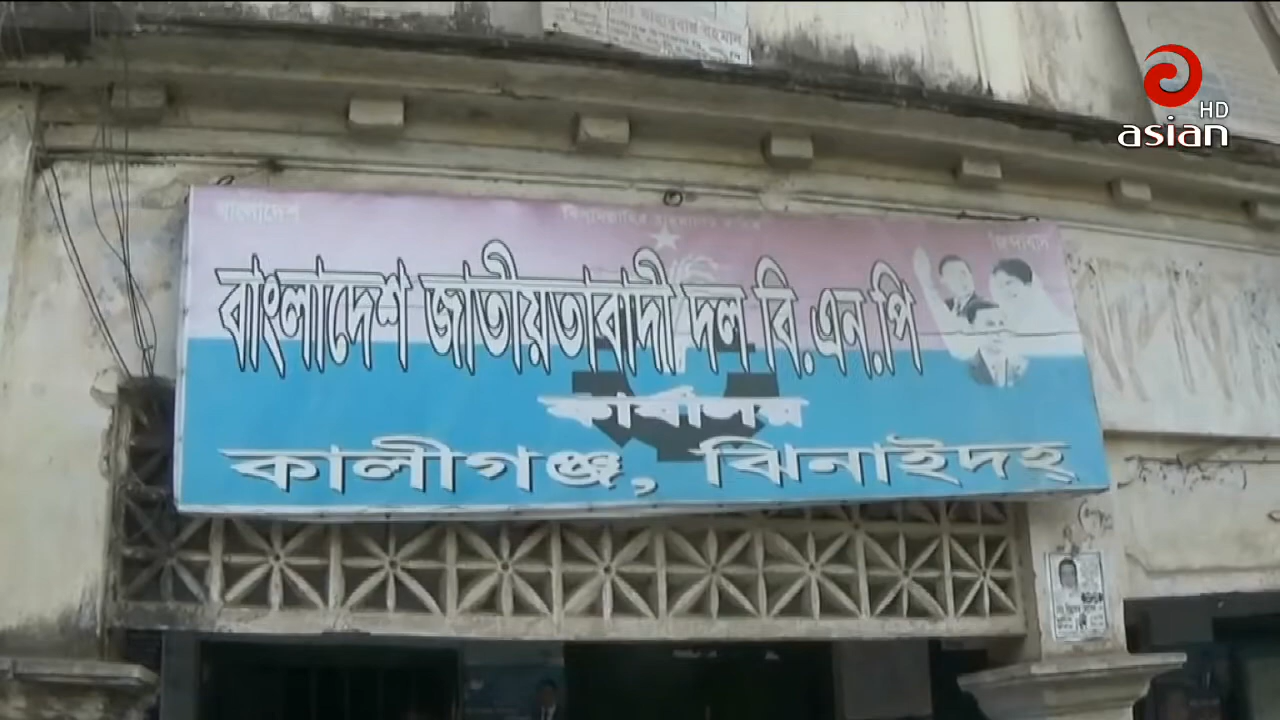 HD
asian
বাংলাদেশ
জিন্দাবাদ
বাংলাদেশ জাতীয়তাবাদী দল বি.এন.পি
কার্যালয়
কালীগঞ্জ, ঝিনাইদহ